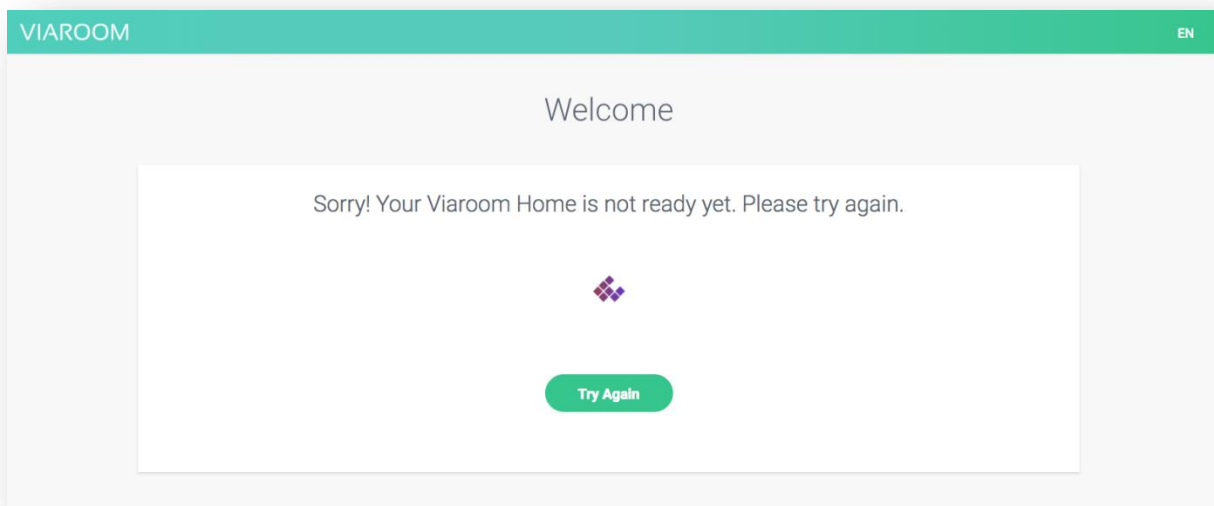 VIAROOM
EN
Welcome
Sorry! Your Viaroom Home is not ready yet. Please try again.
Try Again